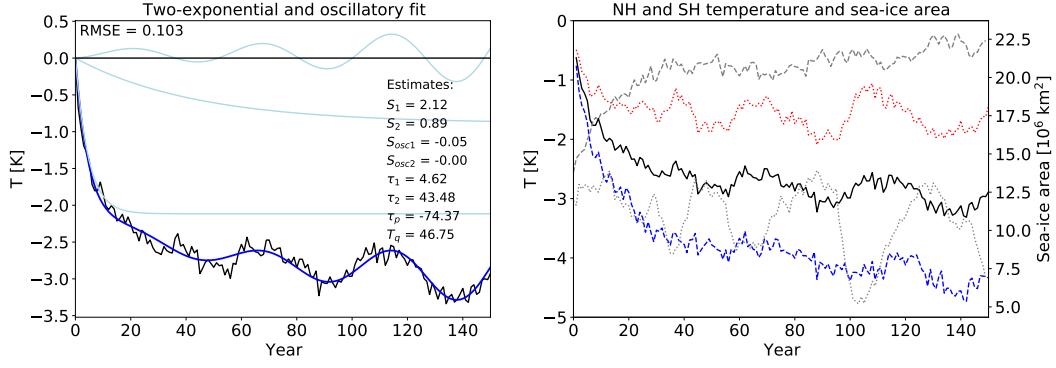 Two-exponential and oscillatory fit
RMSE = 0.103
0.5
0.0
−0.5
−1.0
−1.5
−2.0
−2.5
−3.0
−3.5
T [K]
Estimates:
S1 = 2.12
S2 = 0.89
Sosc1 = -0.05
Sosc2 = -0.00
τ1 = 4.62
τ2 = 43.48
τp = -74.37
Tq = 46.75
0 20 40 60 80 100 120 140
Year
NH and SH temperature and sea-ice area
0
−1
−2
−3
−4
−5
T [K]
22.5
20.0
17.5
15.0
12.5
10.0
7.5
5.0
Sea-ice area [10⁶ km²]
0 20 40 60 80 100 120 140
Year